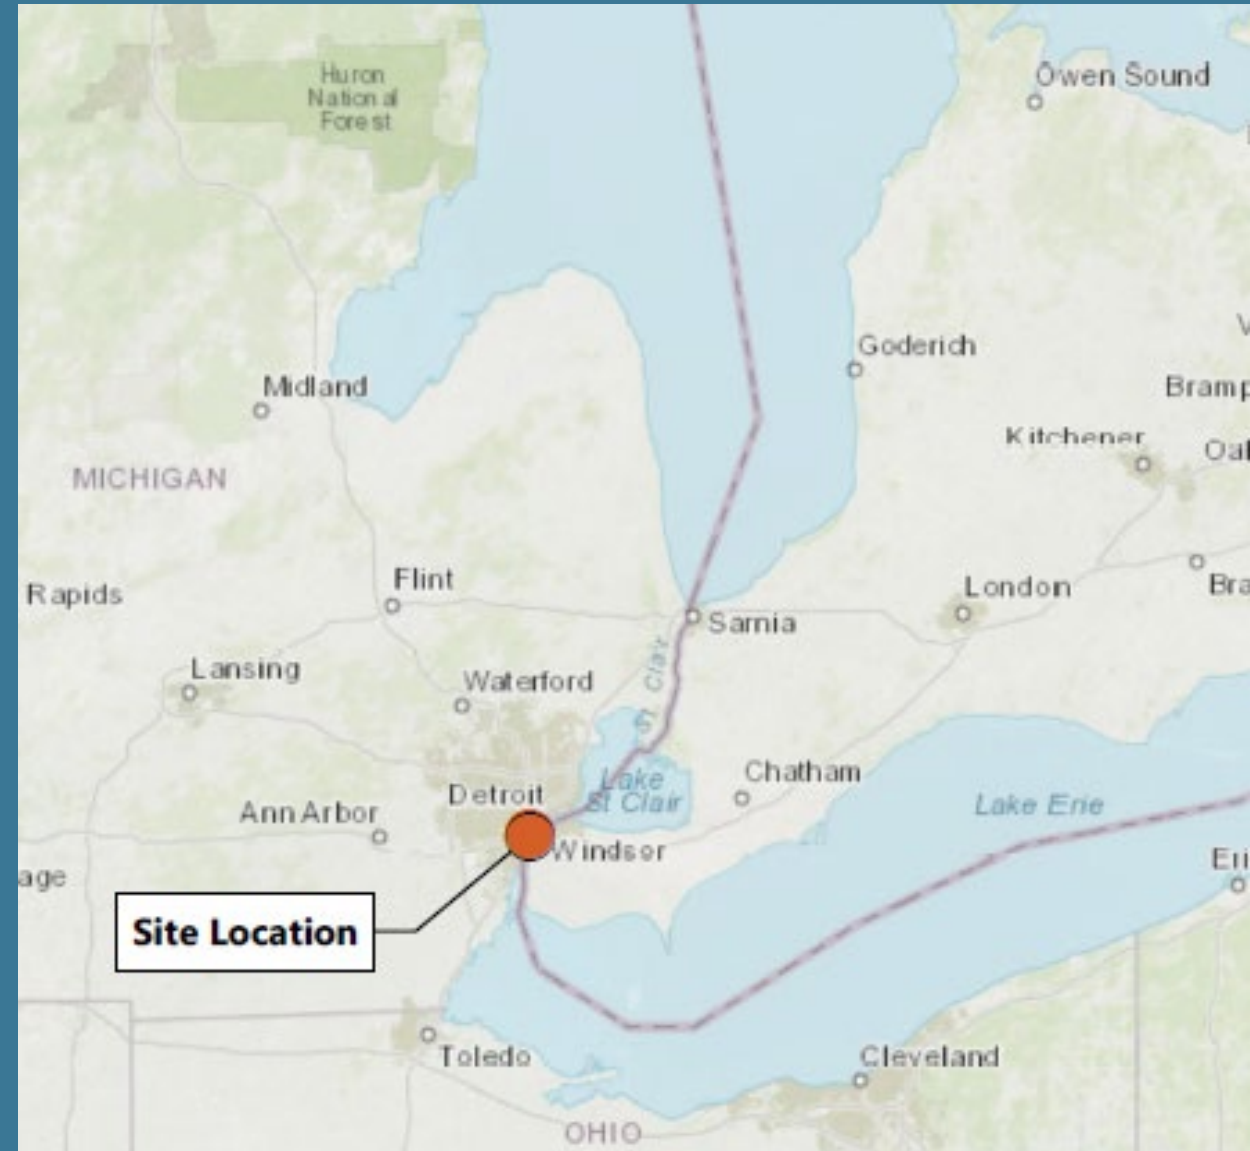 Huron
National
Forest
Owen Sound
Goderich
Midland
Bramp
Kitchener
Oal
MICHIGAN
Flint
Rapids
London
Bra
Sarnia
St Clair
Lansing
Waterford
Lake
St Clair
Chatham
Detroit
Lake Erie
Ann Arbor
Windsor
Eri
age
Site Location
Toledo
Cleveland
OHIO